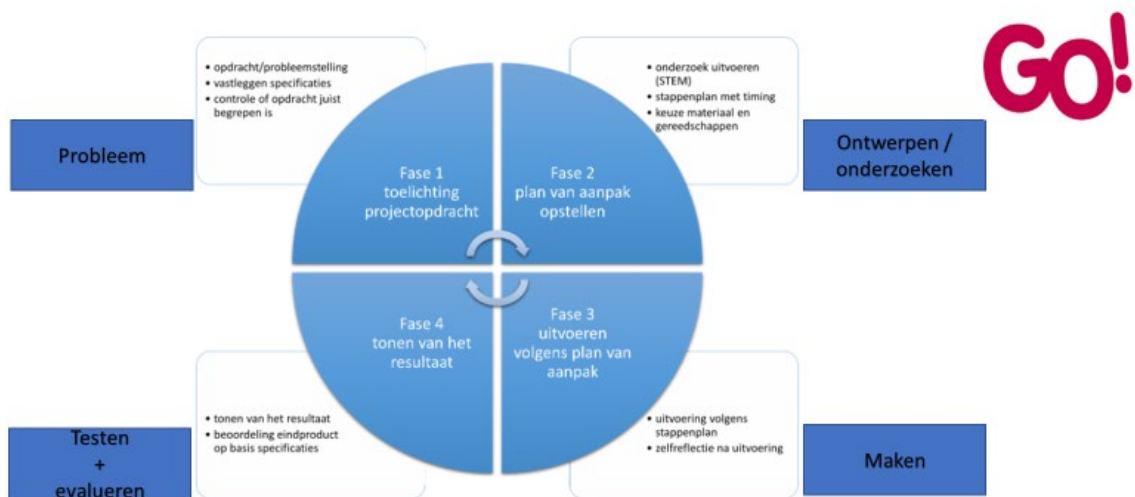 GO!
• opdracht/probleemstelling
• vastleggen specificaties
• controle of opdracht juist
begrepen is
• onderzoek uitvoeren
(STEM)
• stappenplan met timing
• keuze materiaal en
gereedschappen
Probleem
Ontwerpen /
onderzoeken
Fase 1
toelichting
projectopdracht
Fase 2
plan van aanpak
opstellen
Fase 4
tonen van het
resultaat
Fase 3
uitvoeren
volgens plan van
aanpak
• tonen van het resultaat
• beoordeling eindproduct
op basis specificaties
• uitvoering volgens
stappenplan
• zelfreflectie na uitvoering
Testen
+
evalueren
Maken